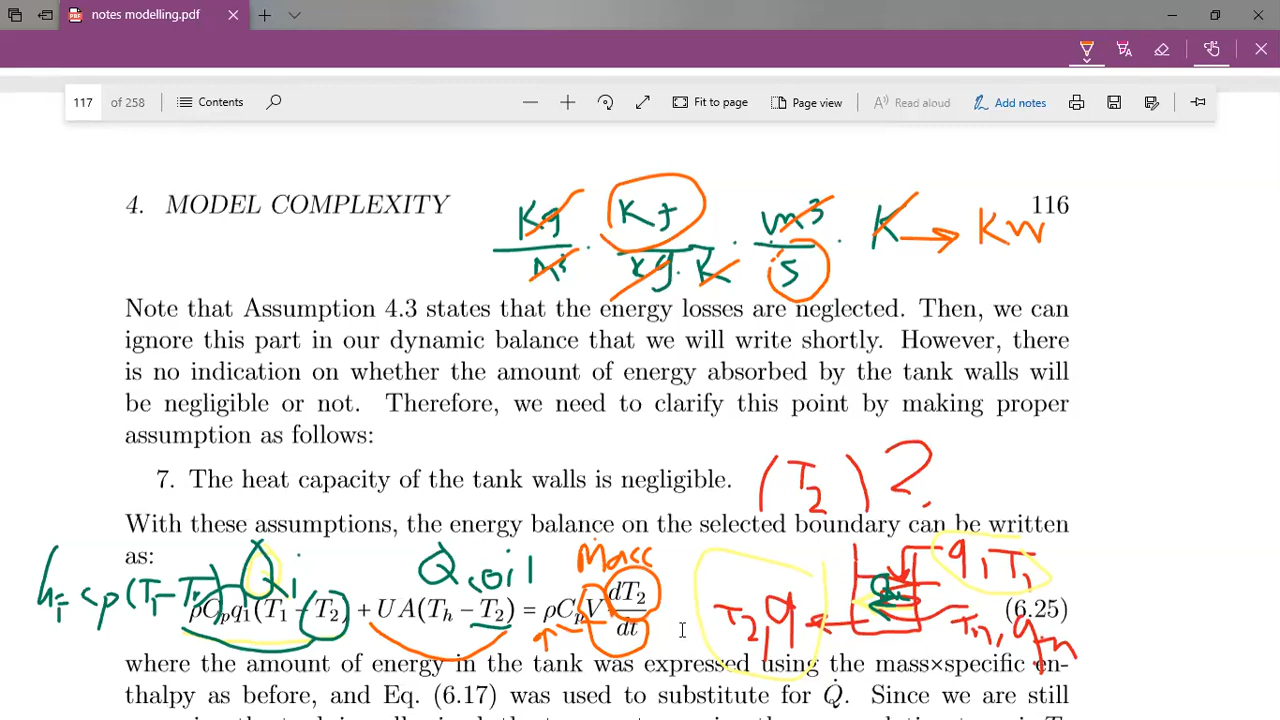 notes modelling.pdf
117 of 258 Contents Fit to page Page view Read aloud Add notes
4. MODEL COMPLEXITY 116
Kg/m³ · KJ/Kg.K · m³/s · K → Kw
Note that Assumption 4.3 states that the energy losses are neglected. Then, we can
ignore this part in our dynamic balance that we will write shortly. However, there
is no indication on whether the amount of energy absorbed by the tank walls will
be negligible or not. Therefore, we need to clarify this point by making proper
assumption as follows:
7. The heat capacity of the tank walls is negligible. (T₂) ?
With these assumptions, the energy balance on the selected boundary can be written
as:
Q coil Mass q, T₁
ρCpq₁(T₁ − T₂) + UA(Tₕ − T₂) = ρCpV dT₂/dt (6.25)
T₂, q
where the amount of energy in the tank was expressed using the mass×specific en-
thalpy as before, and Eq. (6.17) was used to substitute for Q̇. Since we are still